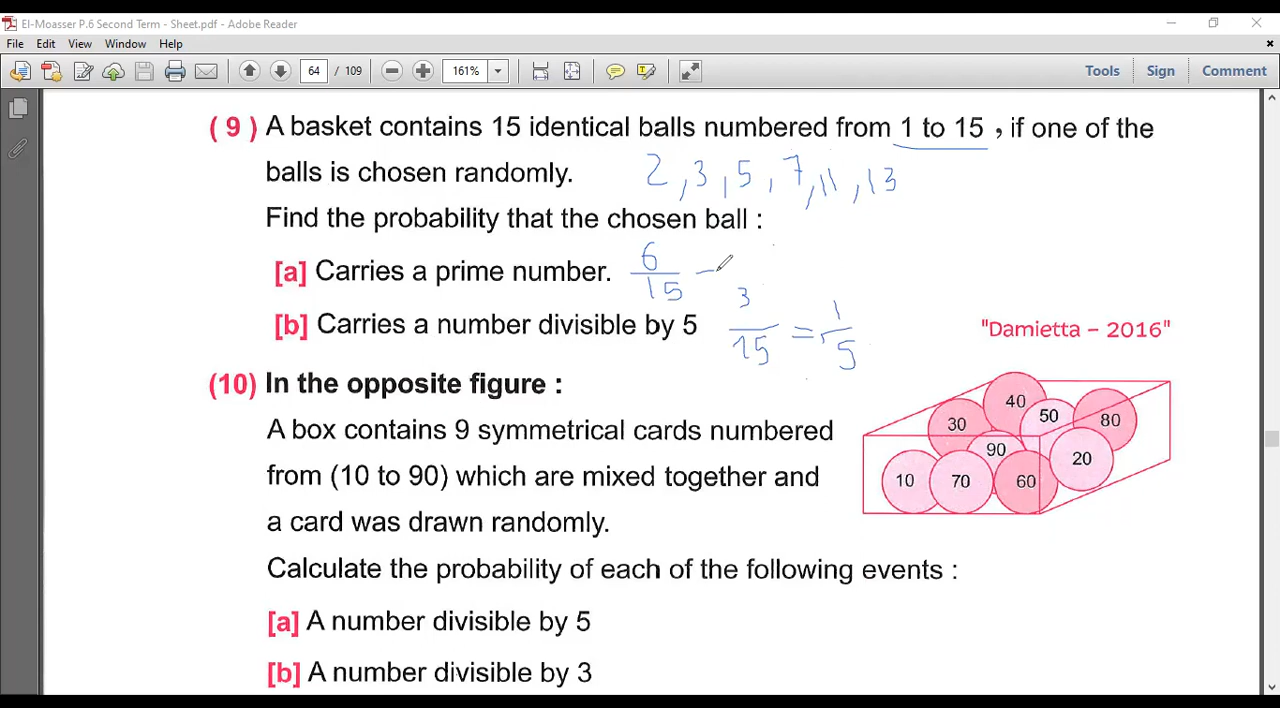 El-Moasser P.6 Second Term - Sheet.pdf - Adobe Reader
File Edit View Window Help
64 / 109 161% Tools Sign Comment
( 9 ) A basket contains 15 identical balls numbered from 1 to 15 , if one of the
balls is chosen randomly. 2 , 3 , 5 , 7 , 11 , 13
Find the probability that the chosen ball :
[a] Carries a prime number. 6/15 -
[b] Carries a number divisible by 5 3/15 = 1/5
"Damietta – 2016"
(10) In the opposite figure :
A box contains 9 symmetrical cards numbered
from (10 to 90) which are mixed together and
a card was drawn randomly.
40
30 50 80
90 20
10 70 60
Calculate the probability of each of the following events :
[a] A number divisible by 5
[b] A number divisible by 3